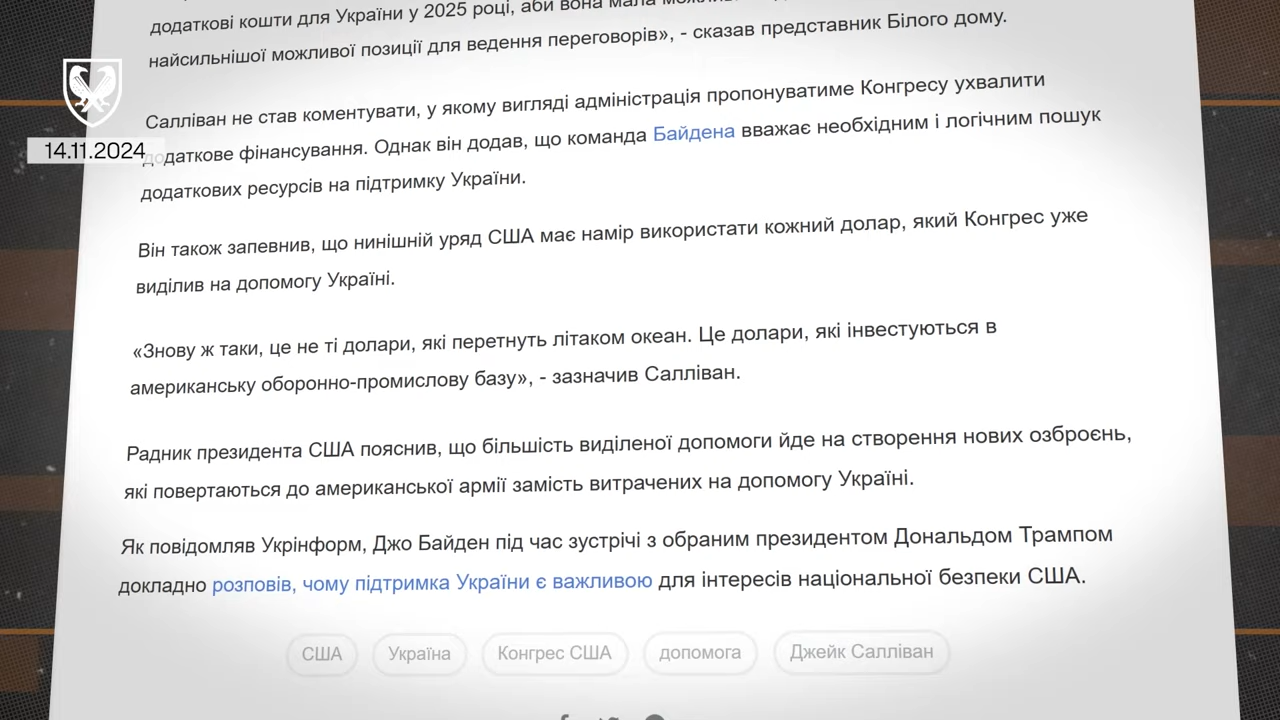 додаткові кошти для України у 2025 році, аби вона мала
найсильнішої можливої позиції для ведення переговорів», - сказав представник Білого дому.
14.11.2024
Салліван не став коментувати, у якому вигляді адміністрація пропонуватиме Конгресу ухвалити
додаткове фінансування. Однак він додав, що команда Байдена вважає необхідним і логічним пошук
додаткових ресурсів на підтримку України.
Він також запевнив, що нинішній уряд США має намір використати кожний долар, який Конгрес уже
виділив на допомогу Україні.
«Знову ж таки, це не ті долари, які перетнуть літаком океан. Це долари, які інвестуються в
американську оборонно-промислову базу», - зазначив Салліван.
Радник президента США пояснив, що більшість виділеної допомоги йде на створення нових озброєнь,
які повертаються до американської армії замість витрачених на допомогу Україні.
Як повідомляв Укрінформ, Джо Байден під час зустрічі з обраним президентом Дональдом Трампом
докладно розповів, чому підтримка України є важливою для інтересів національної безпеки США.
США Україна Конгрес США допомога Джейк Салліван